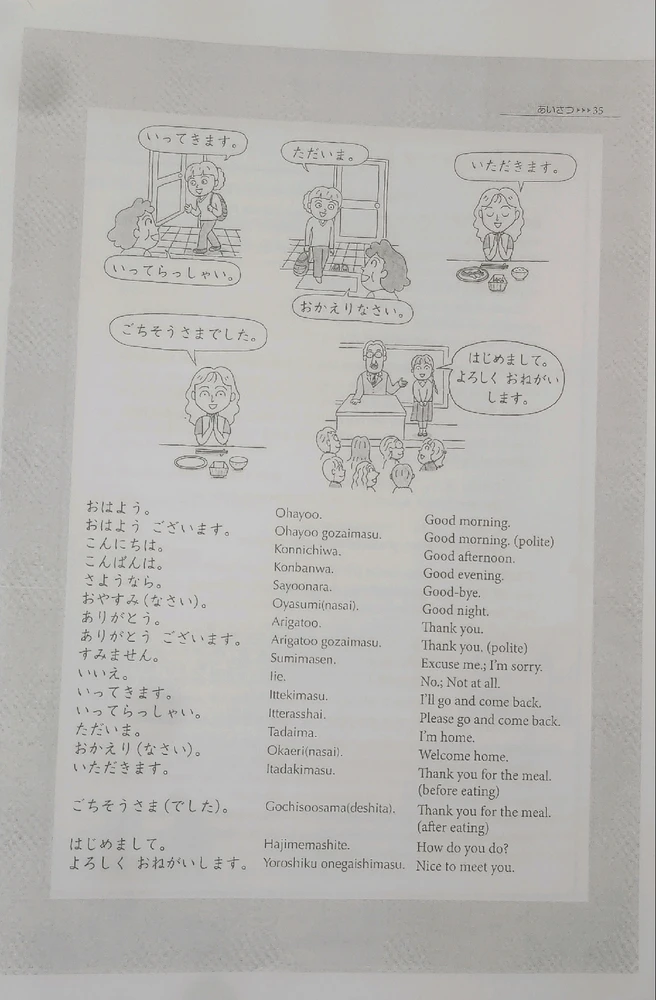 あいさつ▸▸▸35
いってきます。
いってらっしゃい。
ただいま。
おかえりなさい。
いただきます。
ごちそうさまでした。
はじめまして。
よろしく おねがい
します。
おはよう。 Ohayoo. Good morning.
おはよう ございます。 Ohayoo gozaimasu. Good morning. (polite)
こんにちは。 Konnichiwa. Good afternoon.
こんばんは。 Konbanwa. Good evening.
さようなら。 Sayoonara. Good-bye.
おやすみ(なさい)。 Oyasumi(nasai). Good night.
ありがとう。 Arigatoo. Thank you.
ありがとう ございます。 Arigatoo gozaimasu. Thank you. (polite)
すみません。 Sumimasen. Excuse me.; I'm sorry.
いいえ。 Iie. No.; Not at all.
いってきます。 Ittekimasu. I'll go and come back.
いってらっしゃい。 Itterasshai. Please go and come back.
ただいま。 Tadaima. I'm home.
おかえり(なさい)。 Okaeri(nasai). Welcome home.
いただきます。 Itadakimasu. Thank you for the meal.
(before eating)
ごちそうさま(でした)。 Gochisoosama(deshita). Thank you for the meal.
(after eating)
はじめまして。 Hajimemashite. How do you do?
よろしく おねがいします。 Yoroshiku onegaishimasu. Nice to meet you.